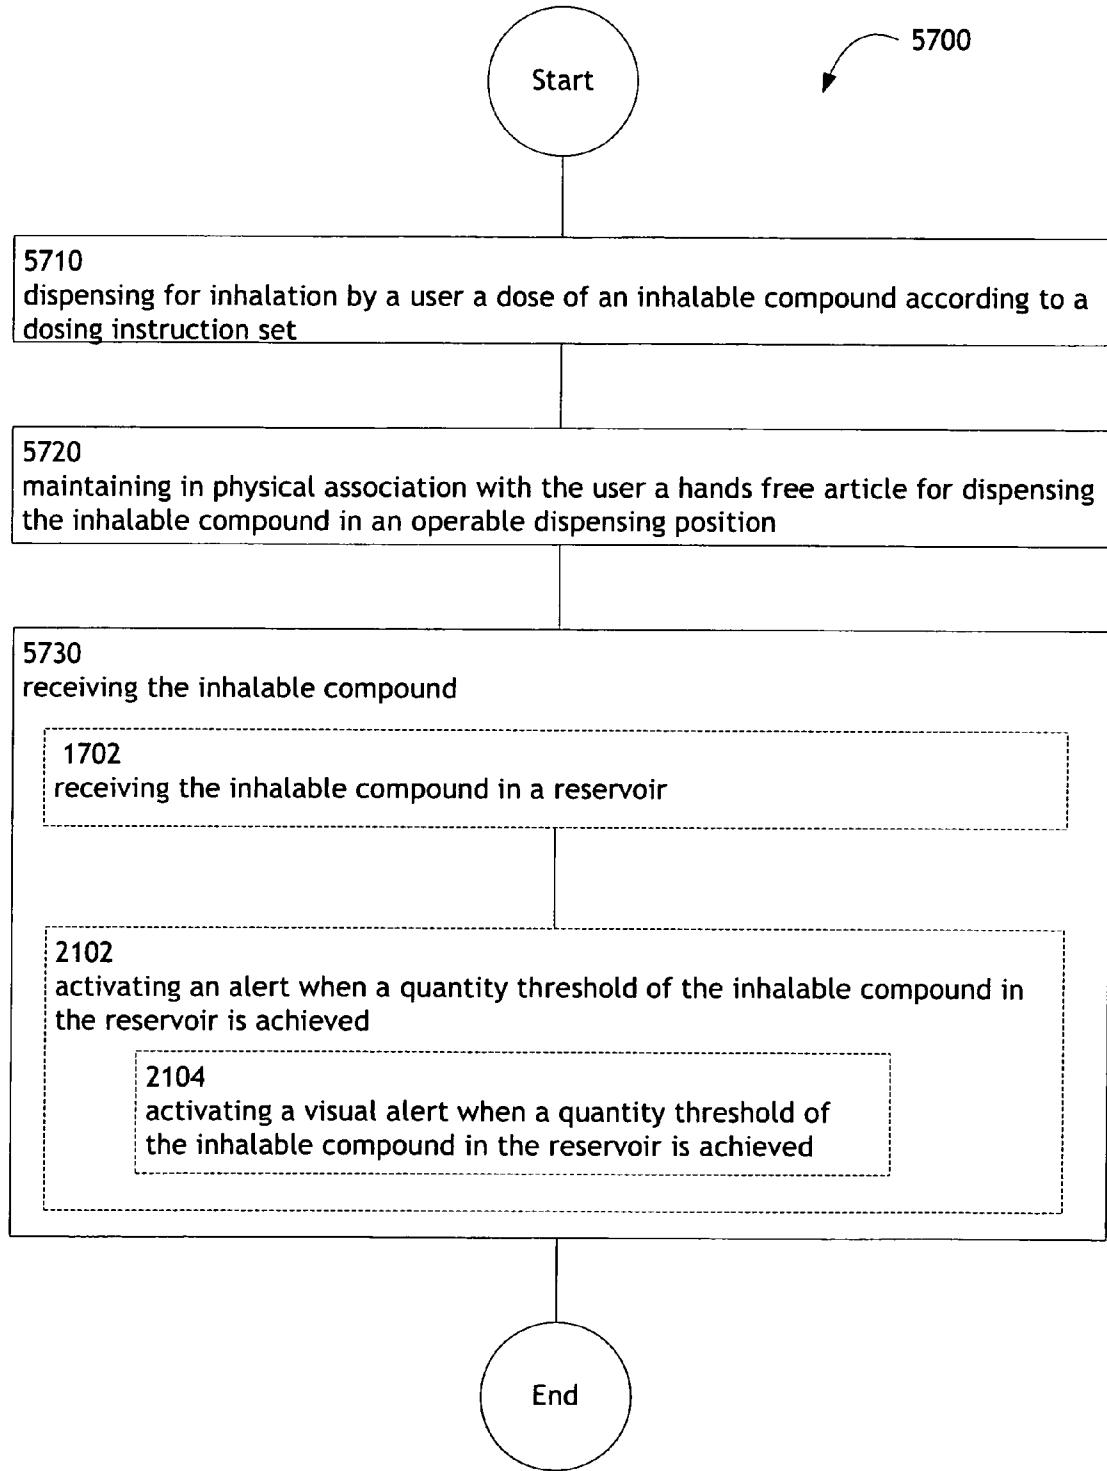 5700
Start
5710
dispensing for inhalation by a user a dose of an inhalable compound according to a
dosing instruction set
5720
maintaining in physical association with the user a hands free article for dispensing
the inhalable compound in an operable dispensing position
5730
receiving the inhalable compound
1702
receiving the inhalable compound in a reservoir
2102
activating an alert when a quantity threshold of the inhalable compound in
the reservoir is achieved
2104
activating a visual alert when a quantity threshold of
the inhalable compound in the reservoir is achieved
End